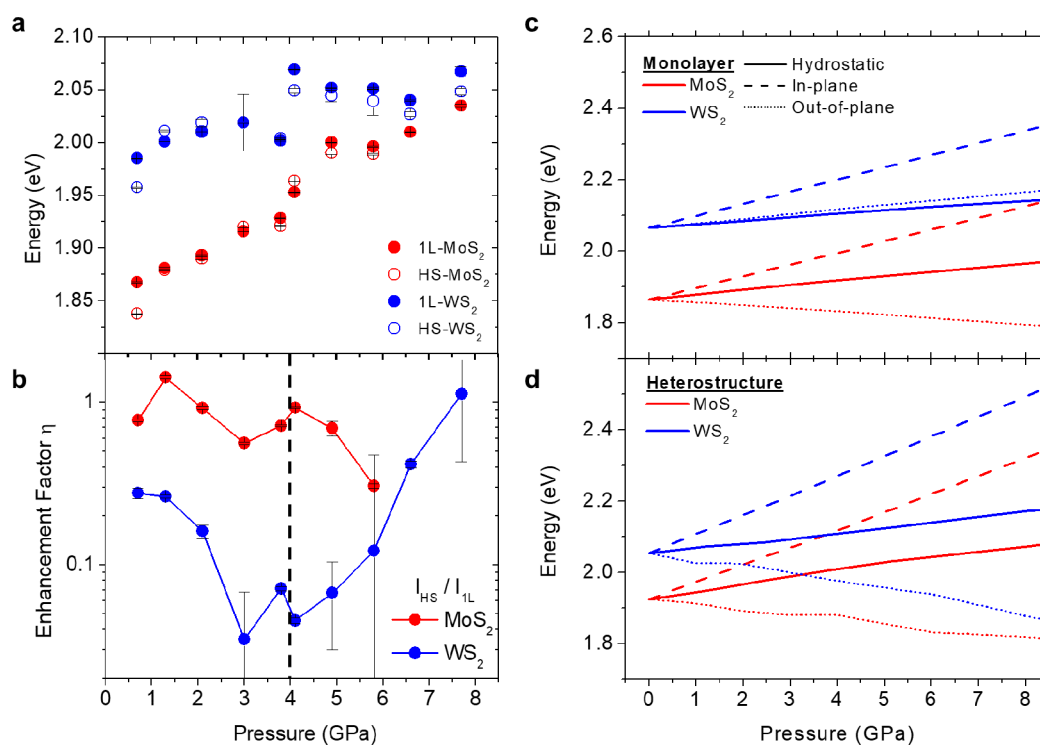 a
2.10
2.05
2.00
1.95
1.90
1.85
Energy (eV)
1L-MoS₂
HS-MoS₂
1L-WS₂
HS-WS₂
b
1
0.1
Enhancement Factor η
I_HS / I_1L
MoS₂
WS₂
0 1 2 3 4 5 6 7 8
Pressure (GPa)
c
2.6
2.4
2.2
2.0
1.8
Energy (eV)
Monolayer
MoS₂
WS₂
Hydrostatic
In-plane
Out-of-plane
d
Heterostructure
MoS₂
WS₂
2.4
2.2
2.0
1.8
Energy (eV)
0 1 2 3 4 5 6 7 8
Pressure (GPa)